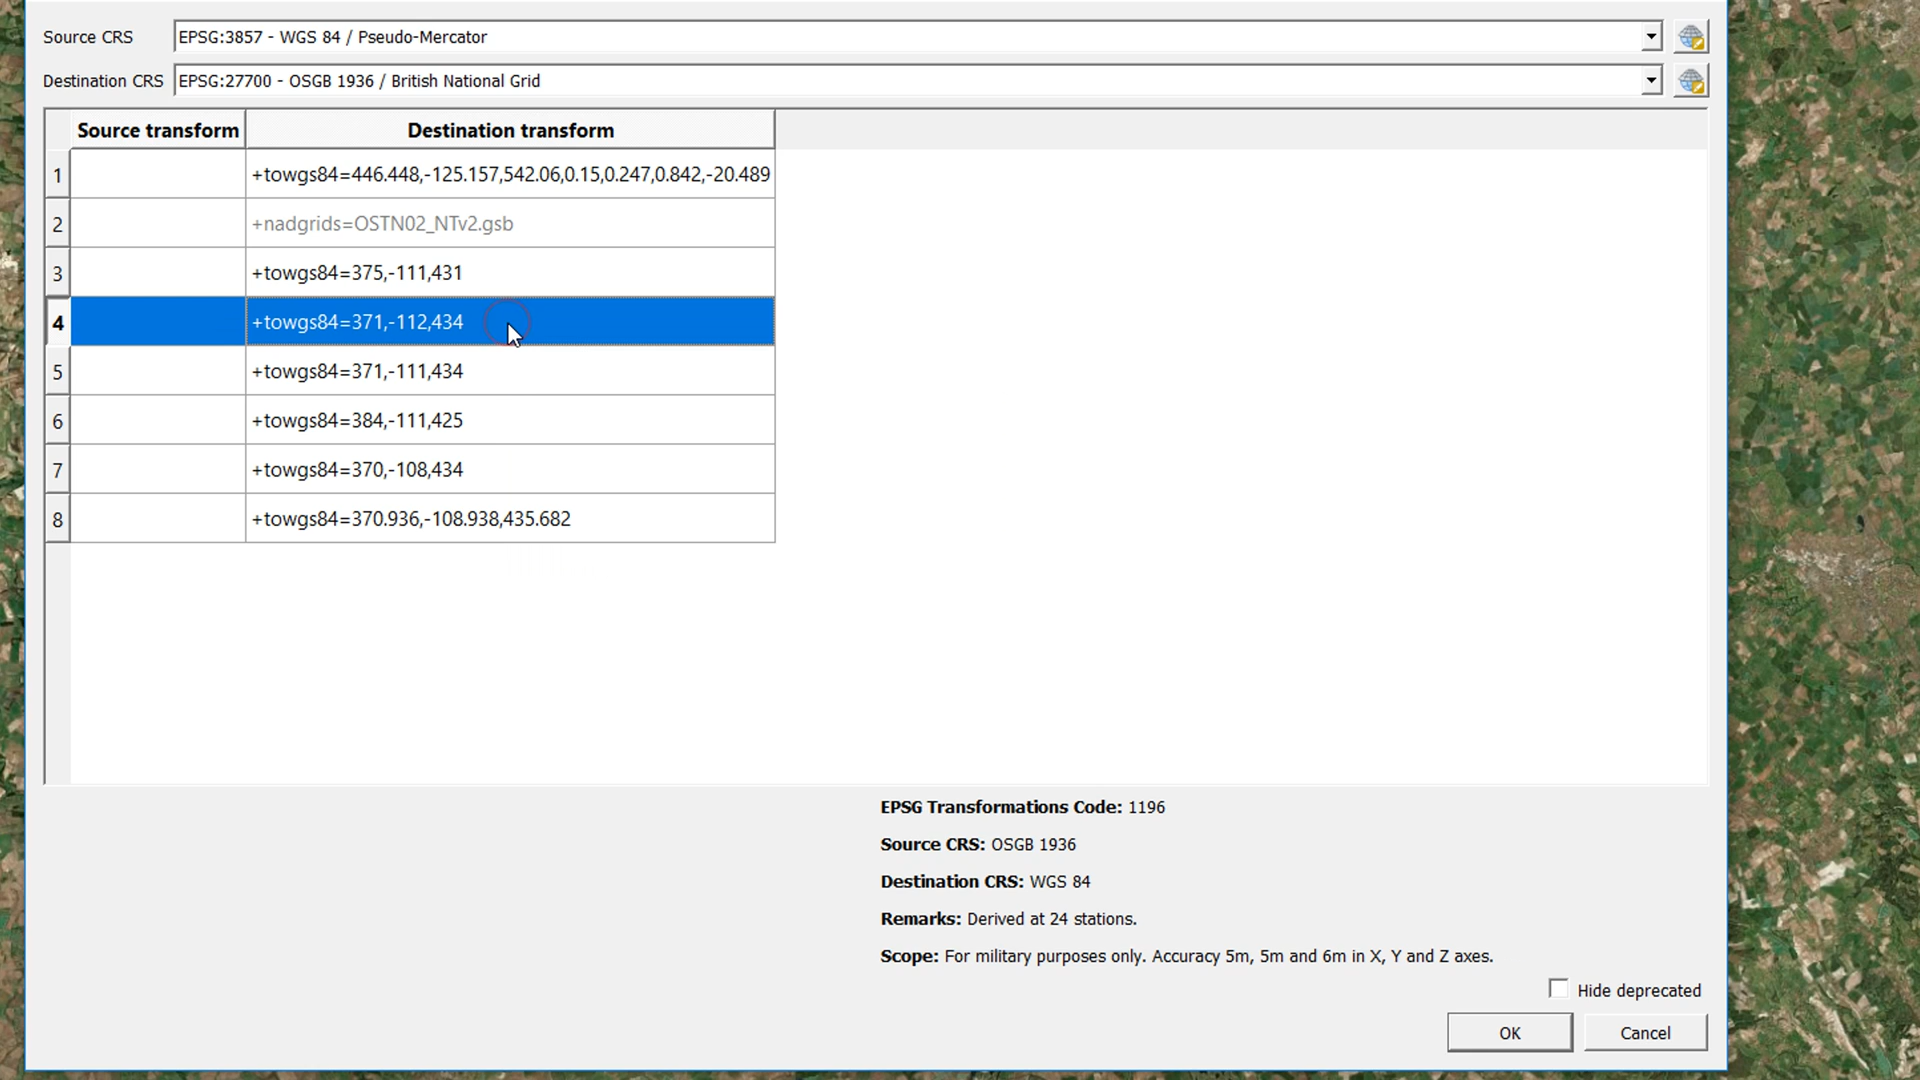 Source CRS EPSG:3857 - WGS 84 / Pseudo-Mercator
Destination CRS EPSG:27700 - OSGB 1936 / British National Grid
Source transform Destination transform
1 +towgs84=446.448,-125.157,542.06,0.15,0.247,0.842,-20.489
2 +nadgrids=OSTN02_NTv2.gsb
3 +towgs84=375,-111,431
4 +towgs84=371,-112,434
5 +towgs84=371,-111,434
6 +towgs84=384,-111,425
7 +towgs84=370,-108,434
8 +towgs84=370.936,-108.938,435.682
EPSG Transformations Code: 1196
Source CRS: OSGB 1936
Destination CRS: WGS 84
Remarks: Derived at 24 stations.
Scope: For military purposes only. Accuracy 5m, 5m and 6m in X, Y and Z axes.
Hide deprecated
OK Cancel